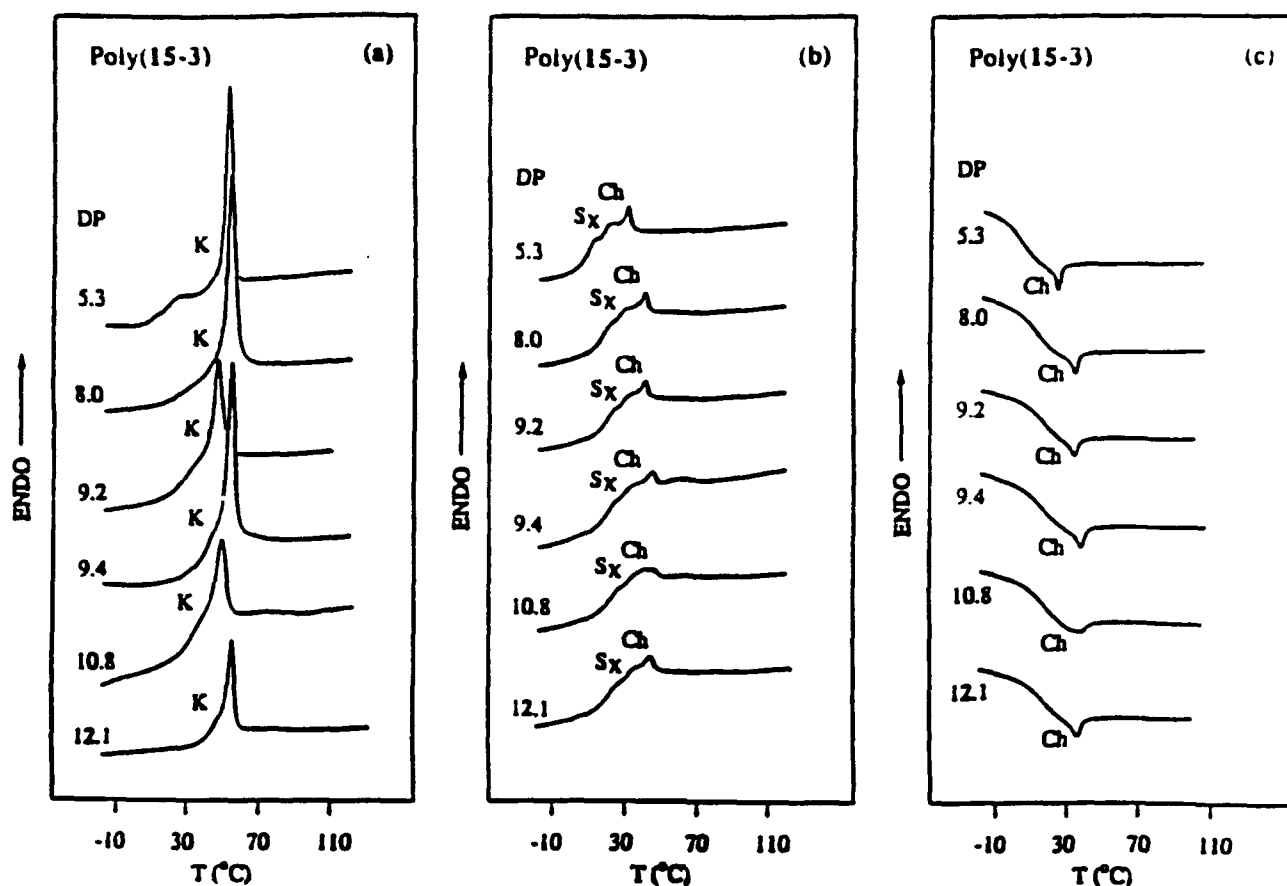 Poly(15-3) (a)
DP
K
5.3
K
8.0
K
9.2
K
9.4
K
10.8
K
12.1
ENDO
-10 30 70 110
T (°C)
Poly(15-3) (b)
DP
Ch
Sx
5.3
Ch
Sx
8.0
Ch
Sx
9.2
Ch
Sx
9.4
Ch
Sx
10.8
Ch
Sx
12.1
ENDO
-10 30 70 110
T (°C)
Poly(15-3) (c)
DP
5.3
Ch
8.0
Ch
9.2
Ch
9.4
Ch
10.8
Ch
12.1
Ch
ENDO
-10 30 70 110
T (°C)